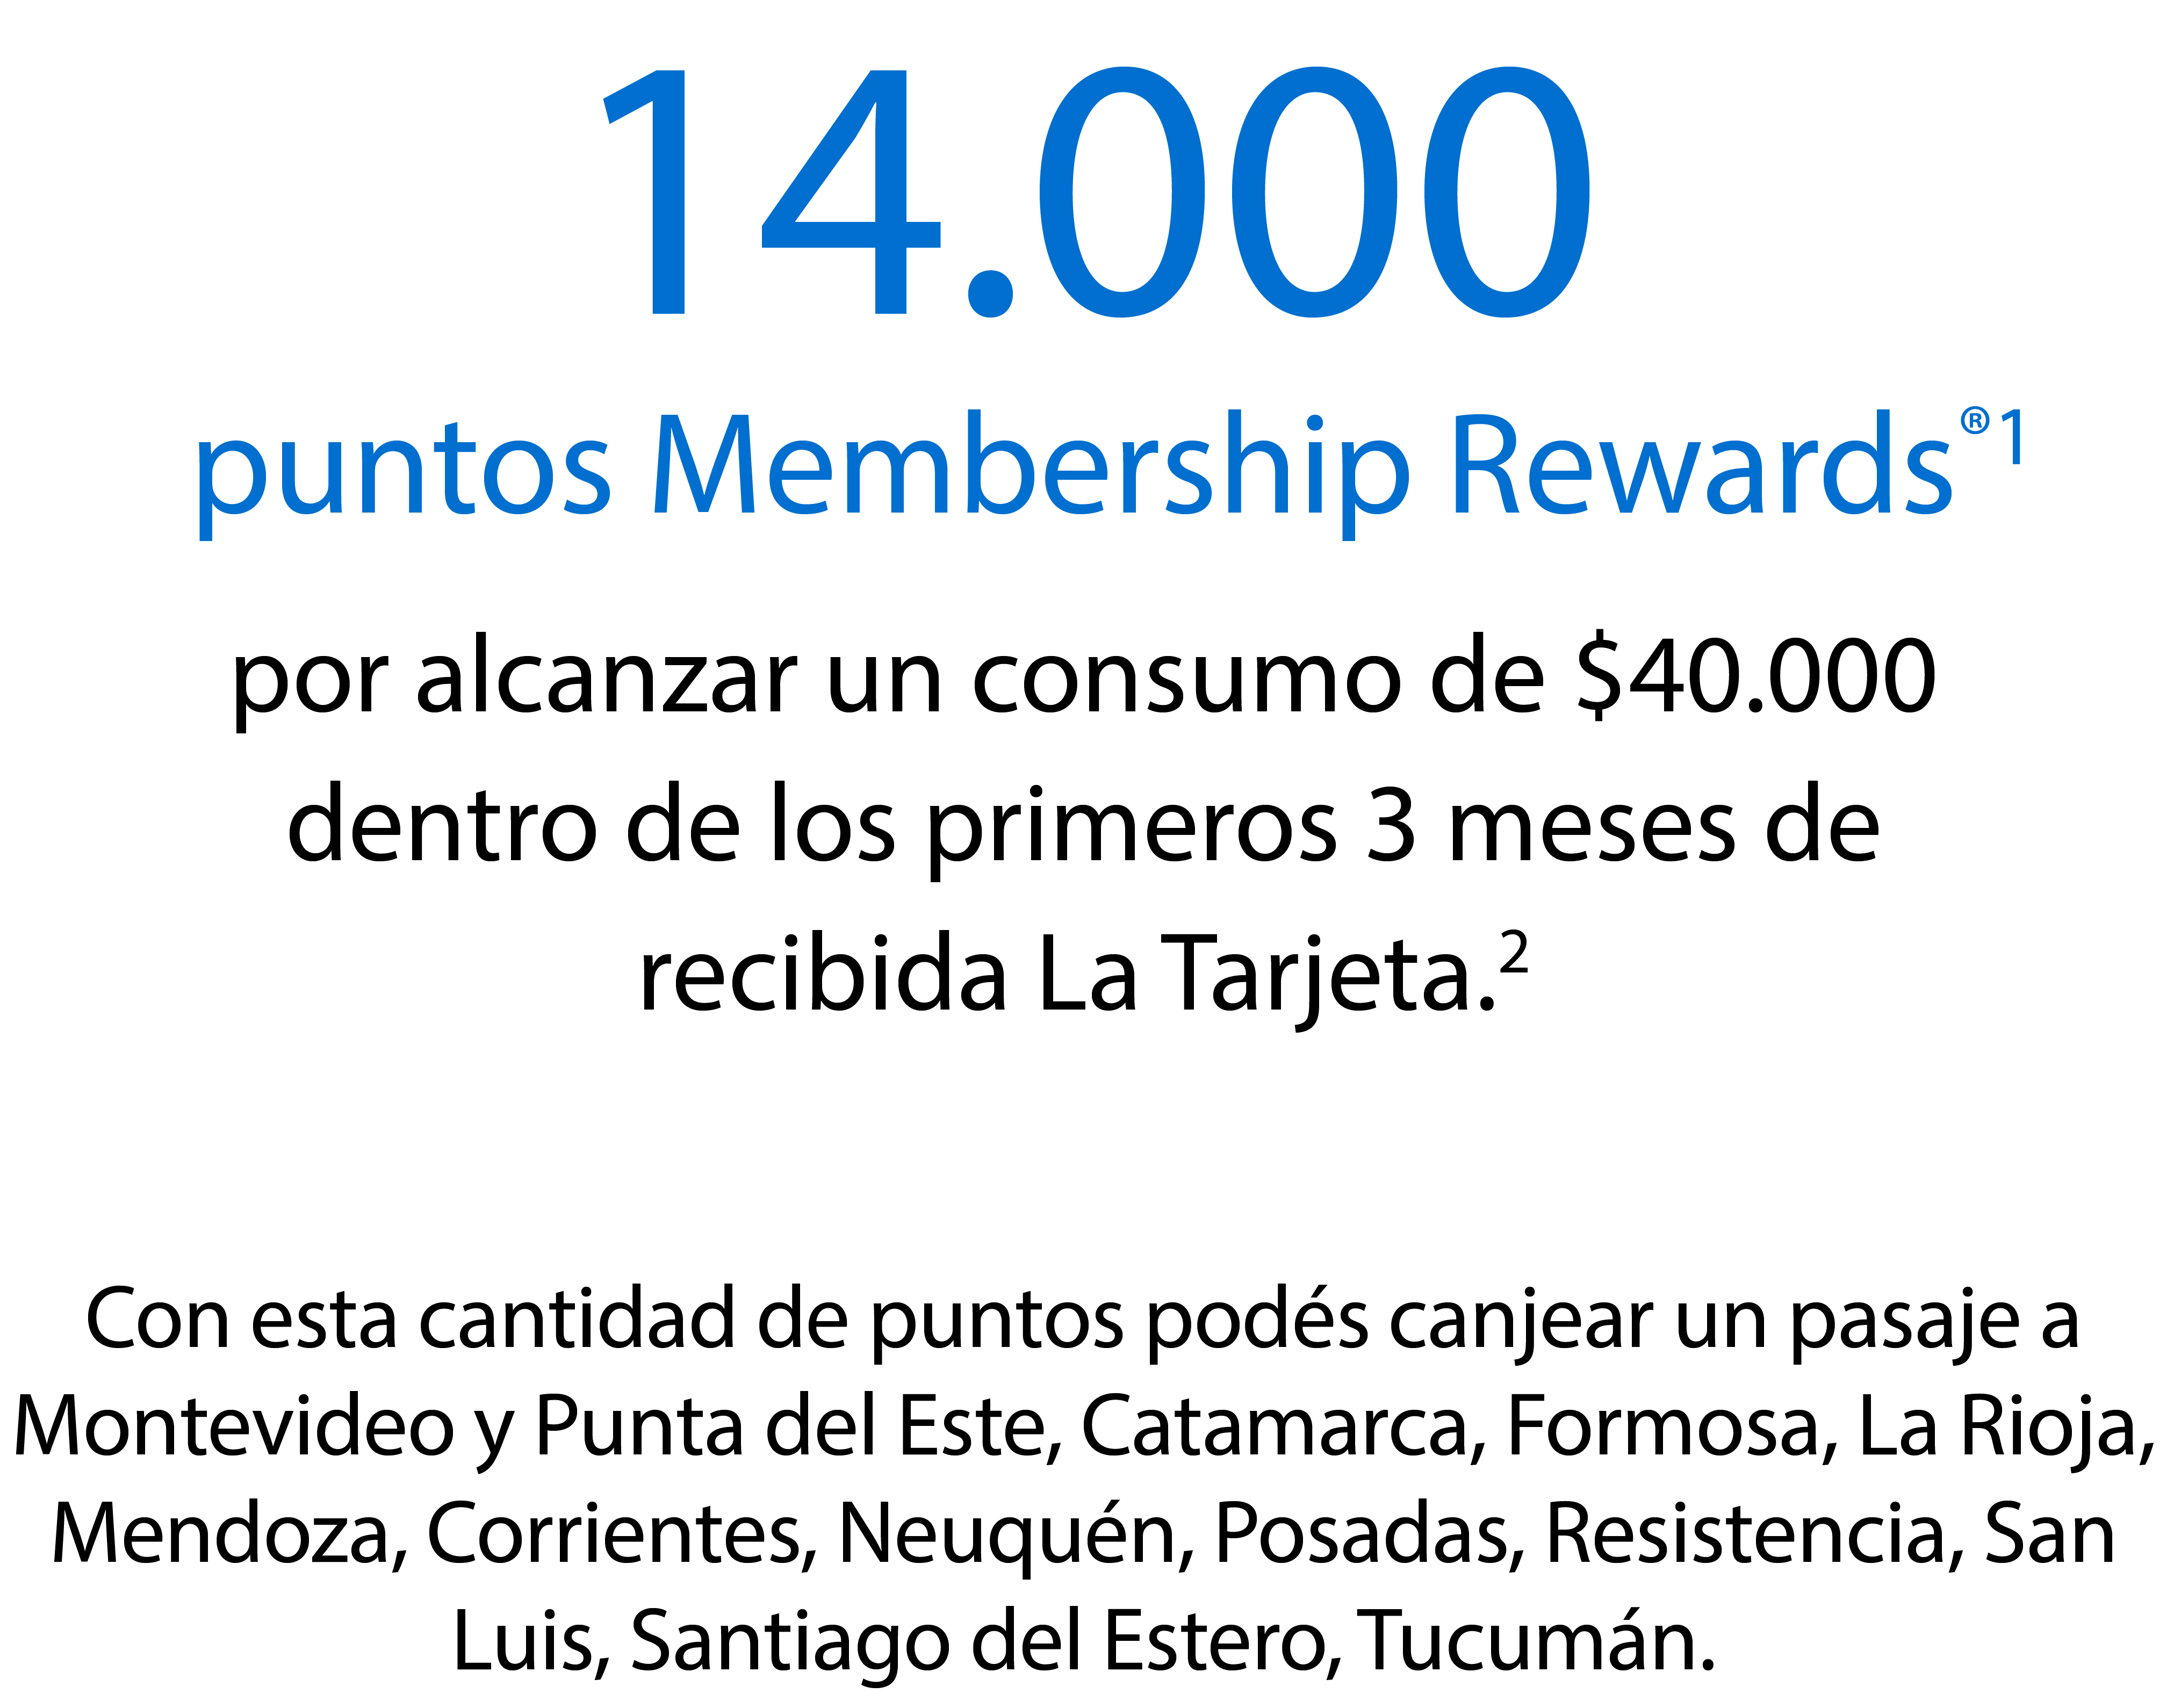 14.000
puntos Membership Rewards®1
por alcanzar un consumo de $40.000
dentro de los primeros 3 meses de
recibida La Tarjeta.2
Con esta cantidad de puntos podés canjear un pasaje a
Montevideo y Punta del Este, Catamarca, Formosa, La Rioja,
Mendoza, Corrientes, Neuquén, Posadas, Resistencia, San
Luis, Santiago del Estero, Tucumán.